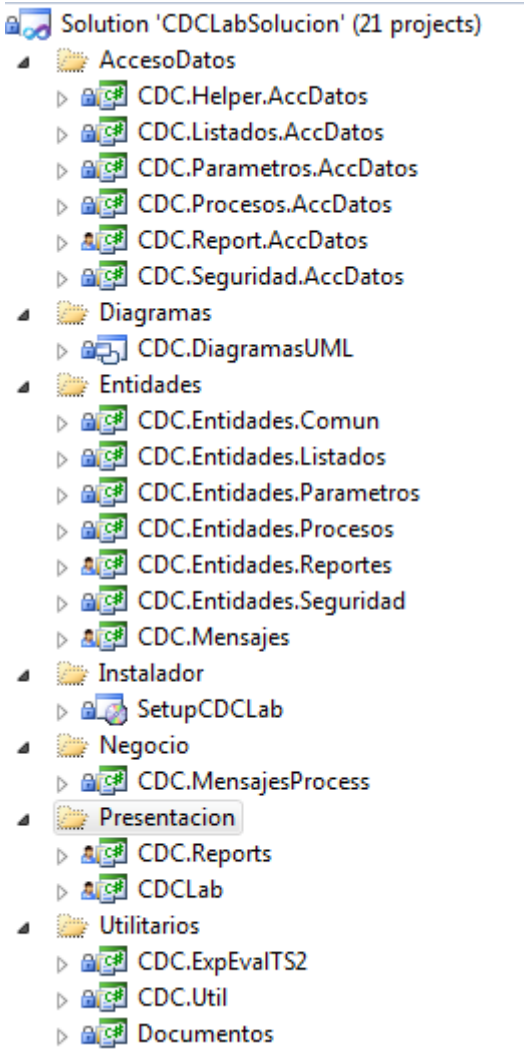 Solution 'CDCLabSolucion' (21 projects)
AccesoDatos
CDC.Helper.AccDatos
CDC.Listados.AccDatos
CDC.Parametros.AccDatos
CDC.Procesos.AccDatos
CDC.Report.AccDatos
CDC.Seguridad.AccDatos
Diagramas
CDC.DiagramasUML
Entidades
CDC.Entidades.Comun
CDC.Entidades.Listados
CDC.Entidades.Parametros
CDC.Entidades.Procesos
CDC.Entidades.Reportes
CDC.Entidades.Seguridad
CDC.Mensajes
Instalador
SetupCDCLab
Negocio
CDC.MensajesProcess
Presentacion
CDC.Reports
CDCLab
Utilitarios
CDC.ExpEvalTS2
CDC.Util
Documentos